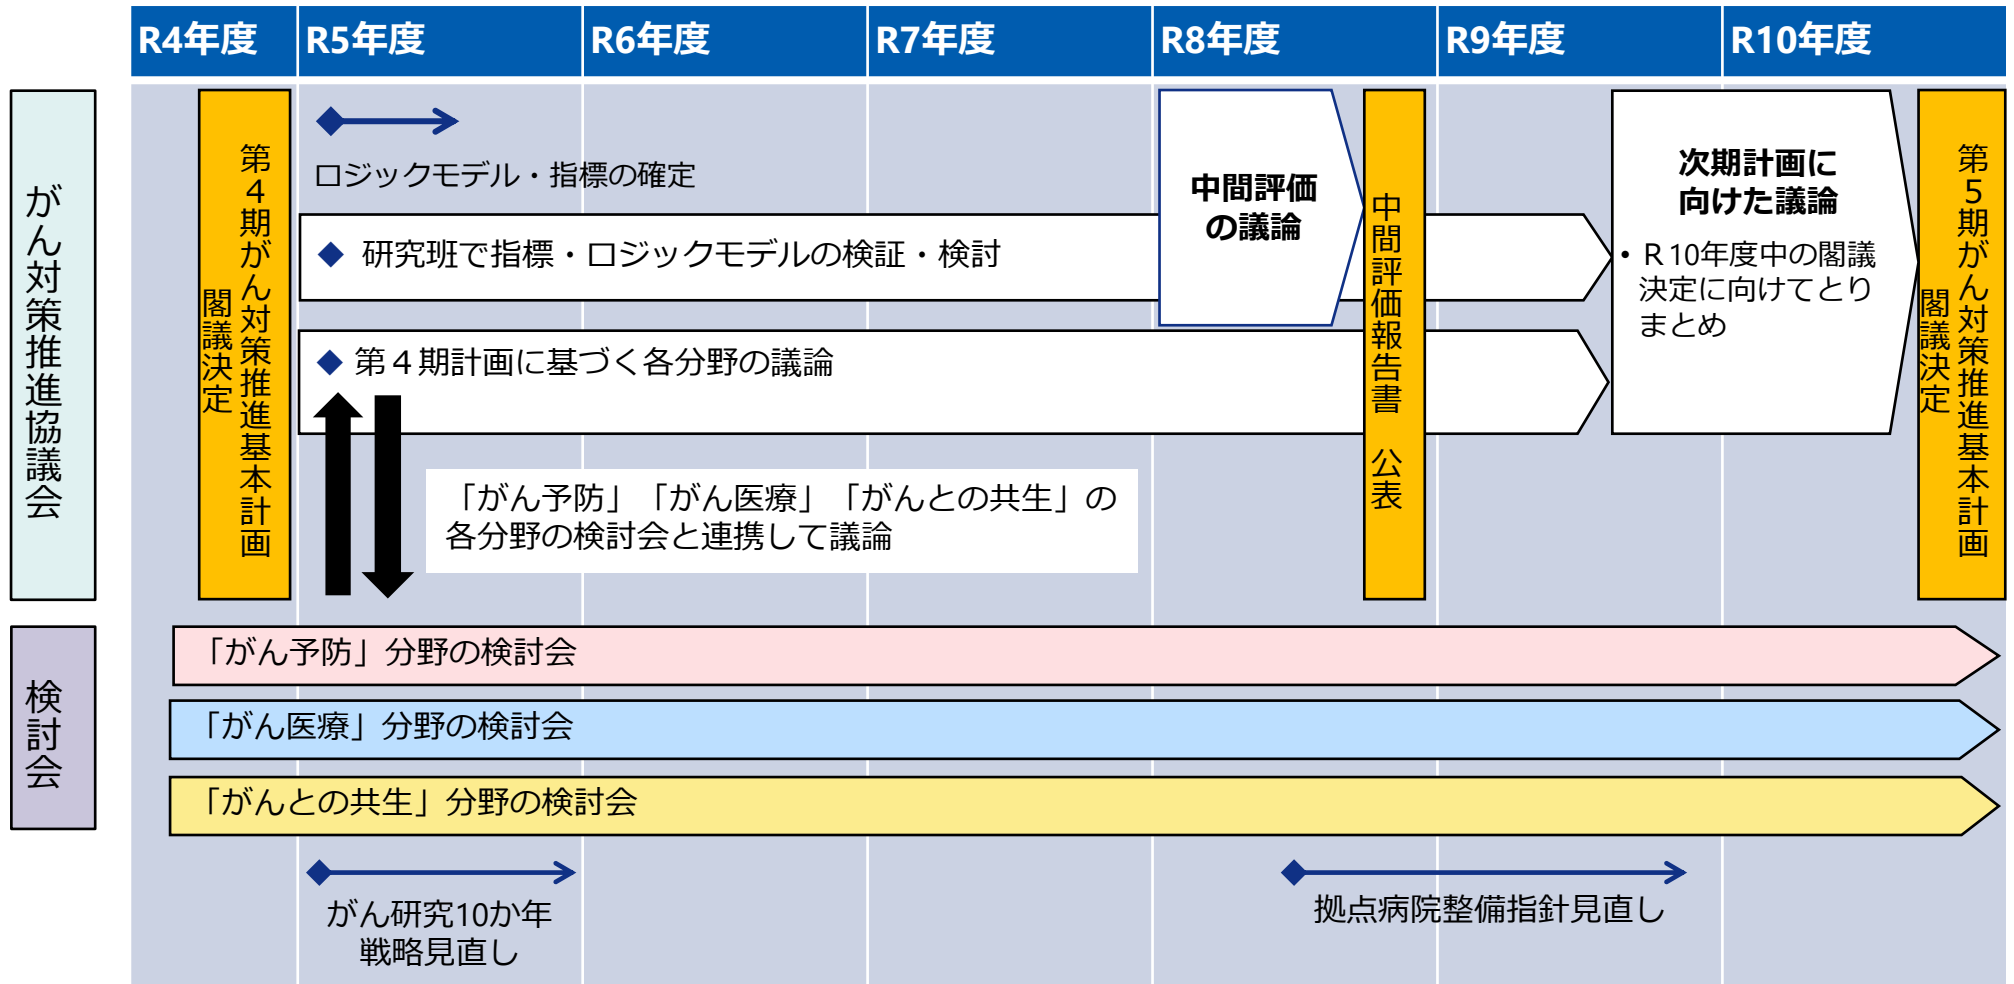 R4年度
R5年度
R6年度
R7年度
R8年度
R9年度
R10年度
がん対策推進協議会
第４期がん対策推進基本計画
閣議決定
ロジックモデル・指標の確定
研究班で指標・ロジックモデルの検証・検討
第４期計画に基づく各分野の議論
「がん予防」「がん医療」「がんとの共生」の
各分野の検討会と連携して議論
中間評価
の議論
中間評価報告書　公表
次期計画に
向けた議論
• Ｒ10年度中の閣議
決定に向けてとり
まとめ
第５期がん対策推進基本計画
閣議決定
検討会
「がん予防」分野の検討会
「がん医療」分野の検討会
「がんとの共生」分野の検討会
がん研究10か年
戦略見直し
拠点病院整備指針見直し